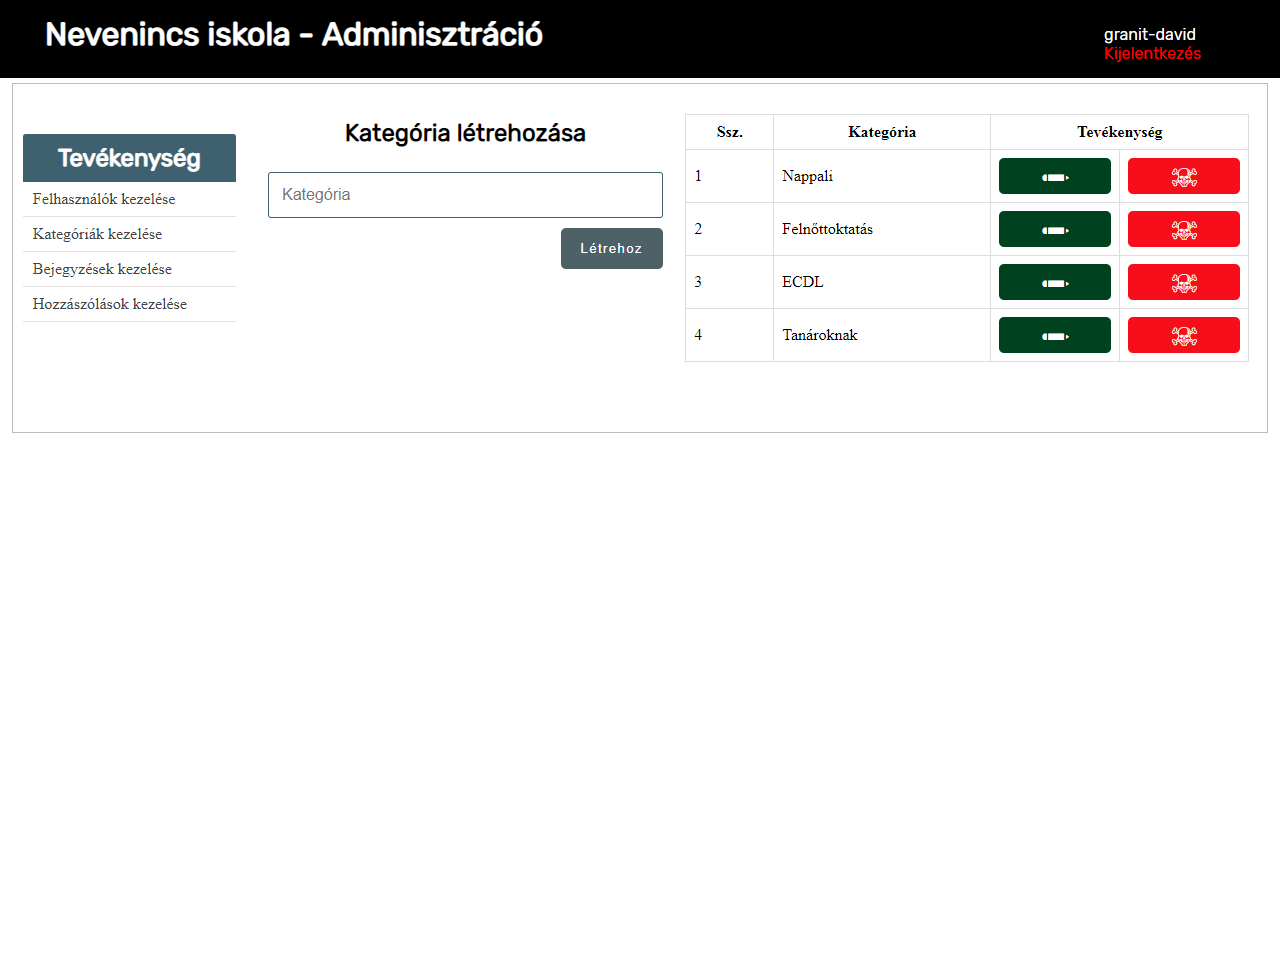 Nevenincs iskola - Adminisztráció
granit-david
Kijelentkezés
Tevékenység
Felhasználók kezelése
Kategóriák kezelése
Bejegyzések kezelése
Hozzászólások kezelése
Kategória létrehozása
Kategória
Létrehoz
Ssz. Kategória Tevékenység
1 Nappali
2 Felnőttoktatás
3 ECDL
4 Tanároknak